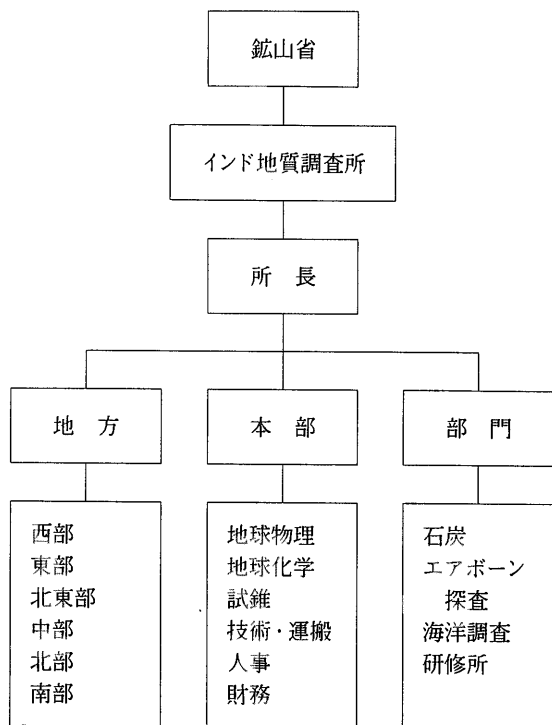 鉱山省
インド地質調査所
所 長
地 方
本 部
部 門
西部
東部
北東部
中部
北部
南部
地球物理
地球化学
試錐
技術・運搬
人事
財務
石炭
エアボーン
探査
海洋調査
研修所